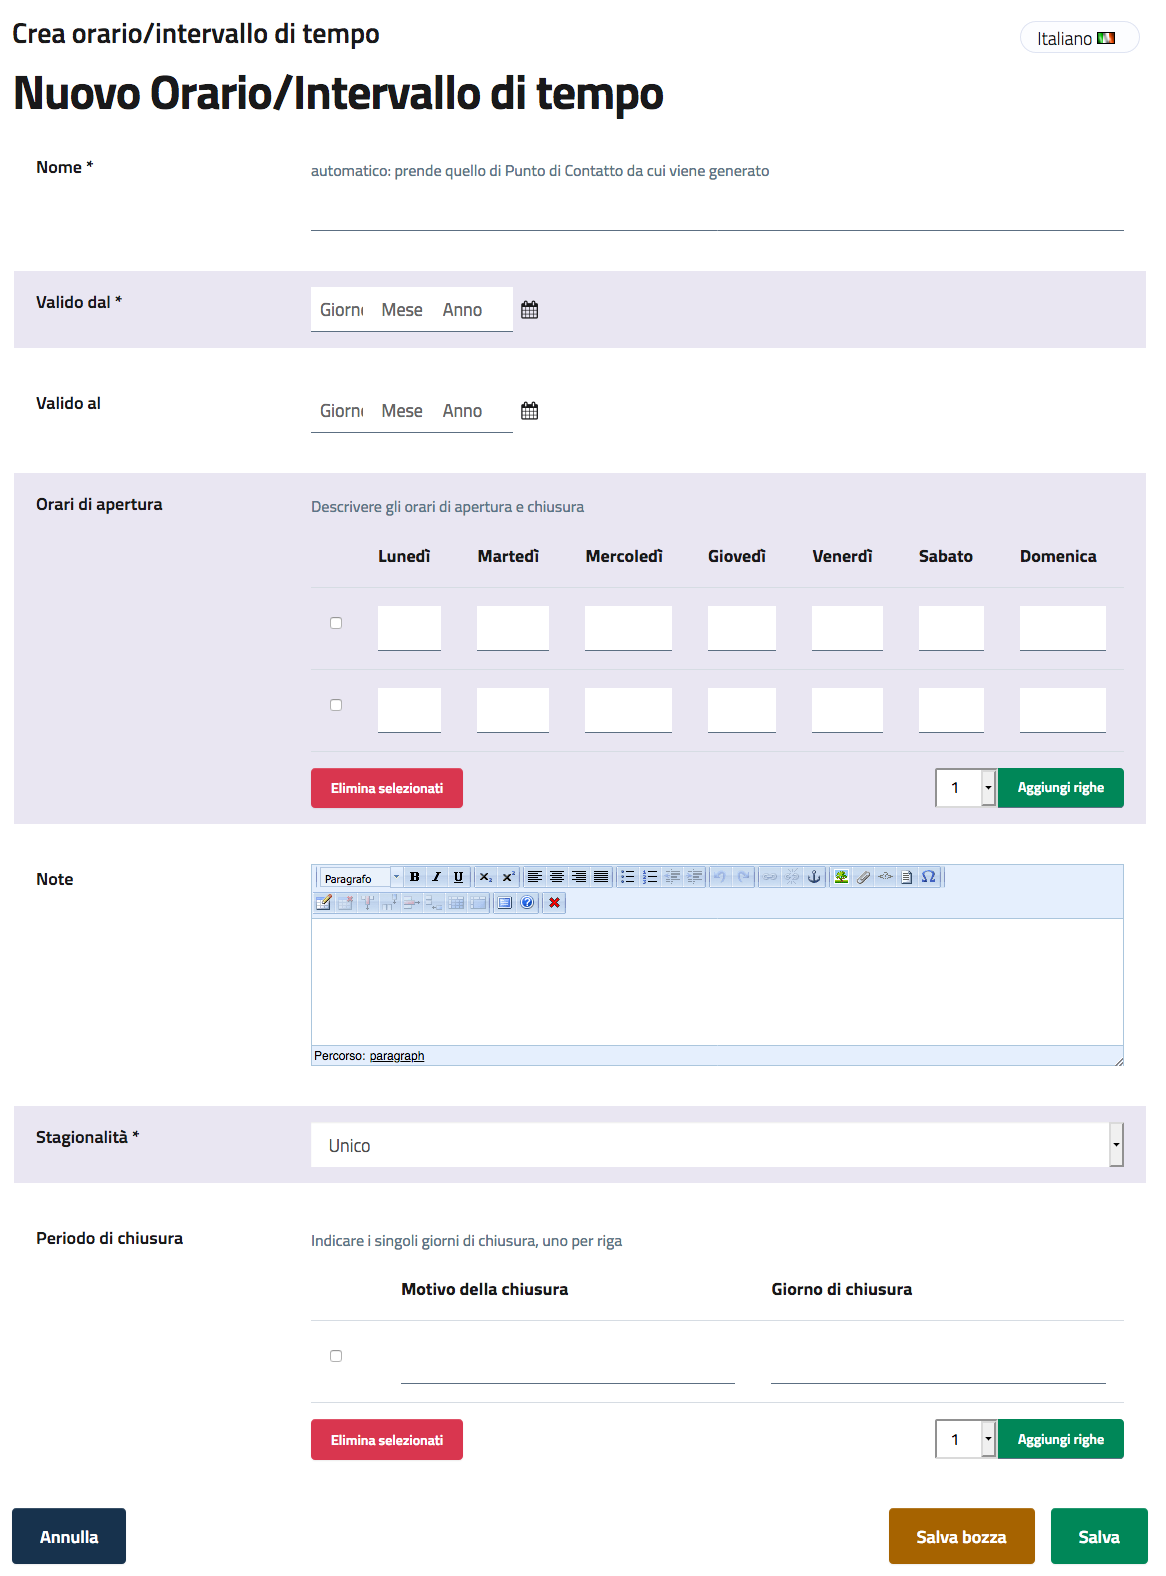 Crea orario/intervallo di tempo
Italiano
Nuovo Orario/Intervallo di tempo
Nome *
automatico: prende quello di Punto di Contatto da cui viene generato
Valido dal *
Mese Anno
Valido al
Mese Anno
Orari di apertura
Descrivere gli orari di apertura e chiusura
Lunedì Martedì Mercoledì Giovedì Venerdì Sabato Domenica
Elimina selezionati
1 Aggiungi righe
Note
Paragrafo
Percorso: paragraph
Stagionalità *
Unico
Periodo di chiusura
Indicare i singoli giorni di chiusura, uno per riga
Motivo della chiusura Giorno di chiusura
Elimina selezionati
1 Aggiungi righe
Annulla Salva bozza Salva